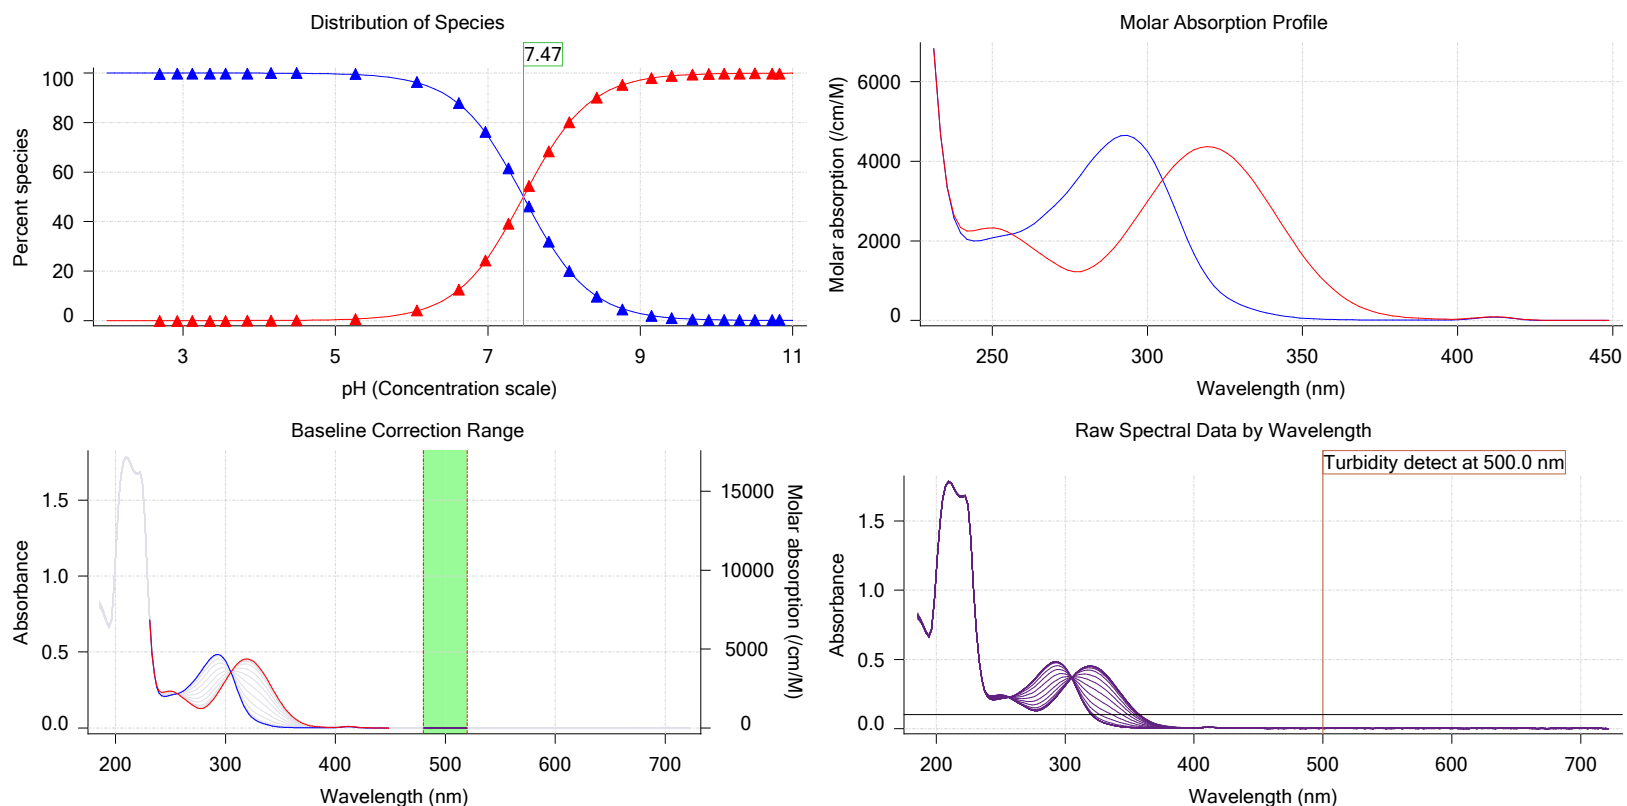 Distribution of Species
7.47
100
80
60
40
20
0
Percent species
3 5 7 9 11
pH (Concentration scale)
Molar Absorption Profile
6000
4000
2000
0
Molar absorption (/cm/M)
250 300 350 400 450
Wavelength (nm)
Baseline Correction Range
1.5
1.0
0.5
0.0
Absorbance
15000
10000
5000
0
Molar absorption (/cm/M)
200 300 400 500 600 700
Wavelength (nm)
Raw Spectral Data by Wavelength
Turbidity detect at 500.0 nm
1.5
1.0
0.5
0.0
Absorbance
200 300 400 500 600 700
Wavelength (nm)